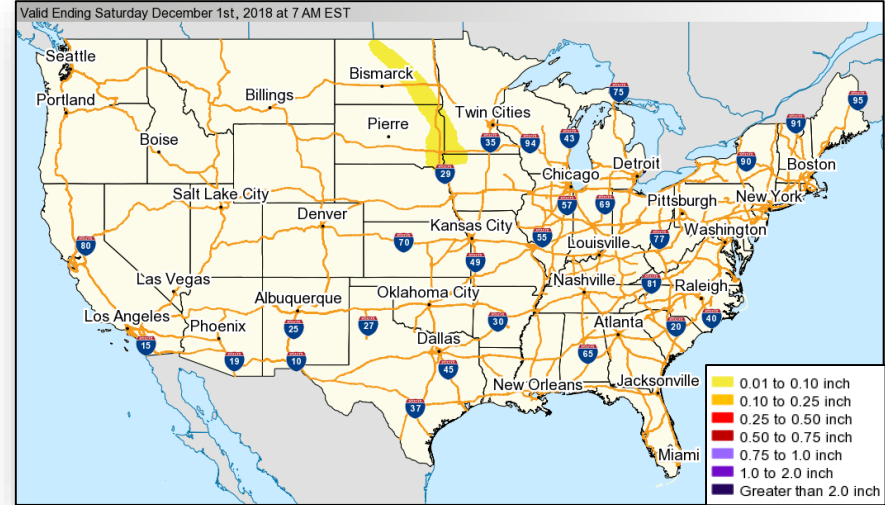 Valid Ending Saturday December 1st, 2018 at 7 AM EST
Seattle
Bismarck
Billings
75
95
Portland
Twin Cities
91
Pierre
35
94
43
Boise
90
Boston
Detroit
Chicago
29
Salt Lake City
57
69
Pittsburgh
New York
Denver
Kansas City
55
77
Washington
80
70
Louisville
49
Las Vegas
Nashville
81
Raleigh
Albuquerque
Oklahoma City
Los Angeles
Phoenix
25
27
30
Atlanta
20
40
15
Dallas
65
19
10
45
New Orleans
Jacksonville
37
Miami
0.01 to 0.10 inch
0.10 to 0.25 inch
0.25 to 0.50 inch
0.50 to 0.75 inch
0.75 to 1.0 inch
1.0 to 2.0 inch
Greater than 2.0 inch